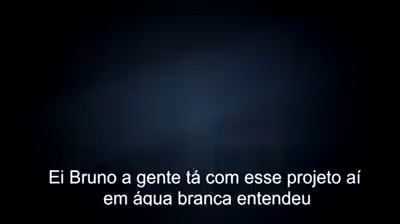 Ei Bruno a gente tá com esse projeto aí
em água branca entendeu